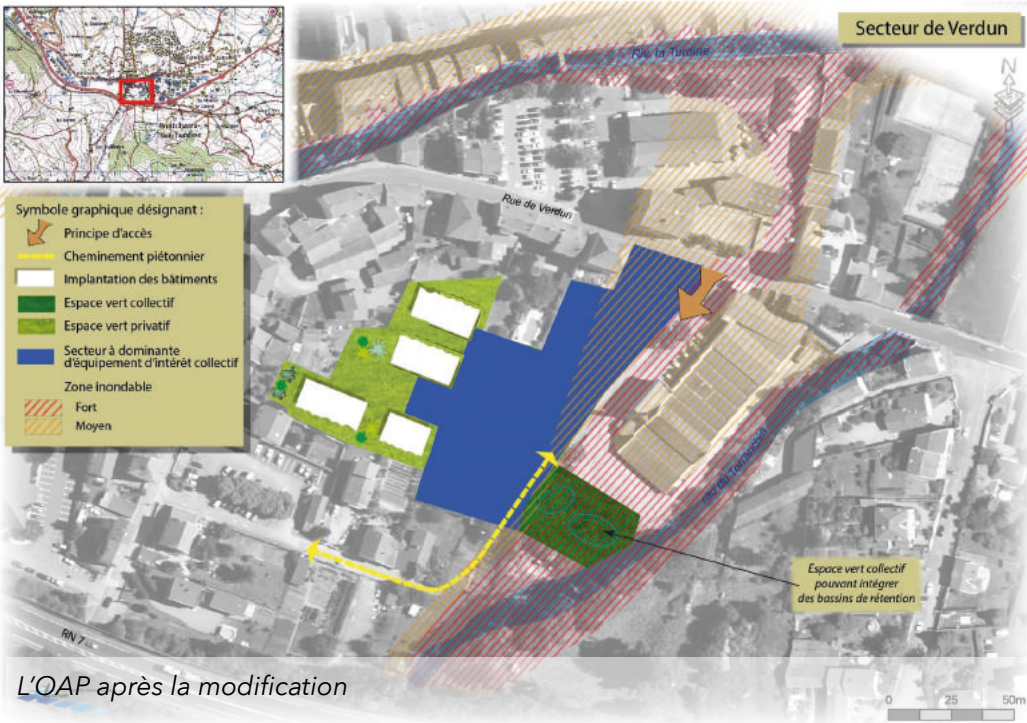 Secteur de Verdun
N
Riv. la Turdine
Rue de Verdun
Symbole graphique désignant :
Principe d'accès
Cheminement piétonnier
Implantation des bâtiments
Espace vert collectif
Espace vert privatif
Secteur à dominante
d'équipement d'intérêt collectif
Zone inondable
Fort
Moyen
Espace vert collectif
pouvant intégrer
des bassins de rétention
RN 7
L'OAP après la modification
0 25 50m